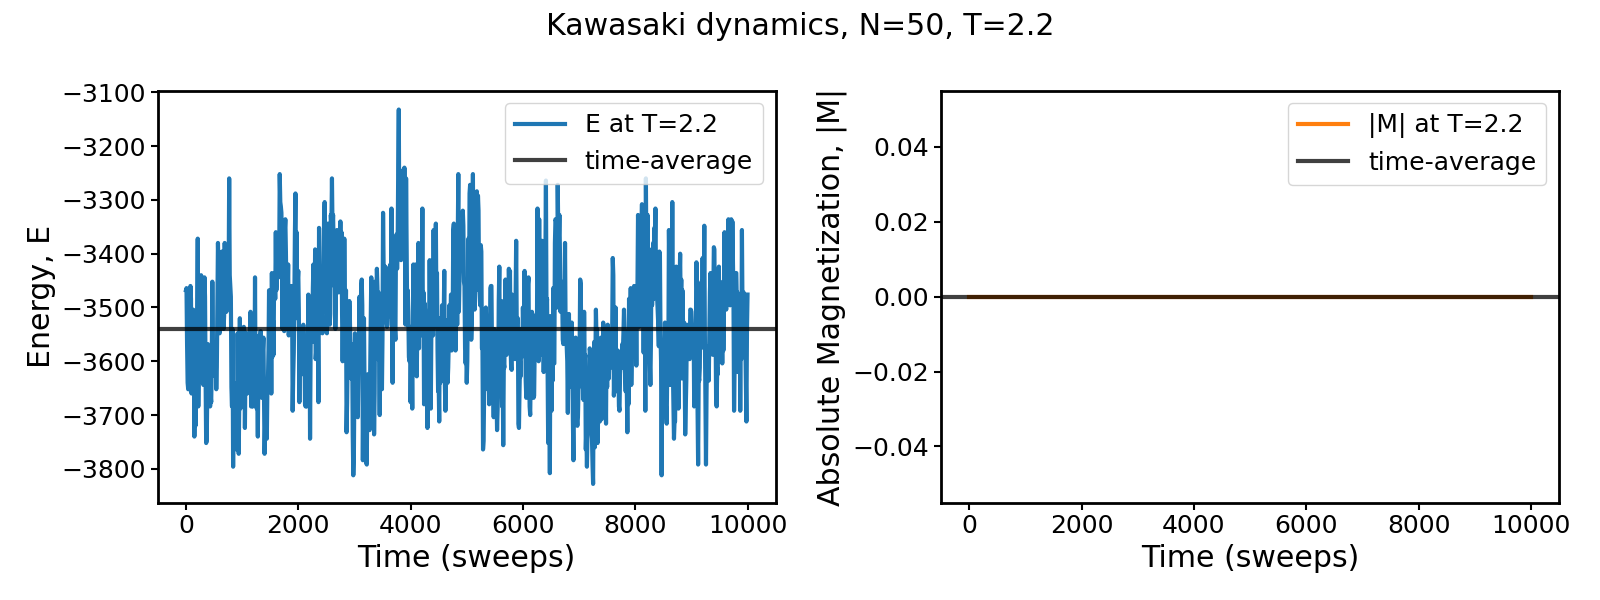 Kawasaki dynamics, N=50, T=2.2
Energy, E
−3100
−3200
−3300
−3400
−3500
−3600
−3700
−3800
E at T=2.2
time-average
0
2000
4000
6000
8000
10000
Time (sweeps)
Absolute Magnetization, |M|
0.04
0.02
0.00
−0.02
−0.04
|M| at T=2.2
time-average
0
2000
4000
6000
8000
10000
Time (sweeps)